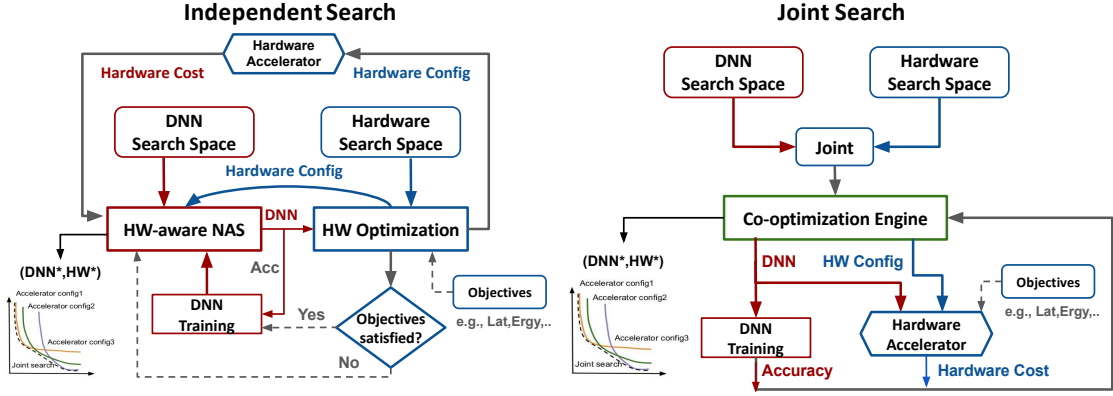 Independent Search
Hardware
Accelerator
Hardware Cost
Hardware Config
DNN
Search Space
Hardware
Search Space
Hardware Config
HW-aware NAS
DNN
HW Optimization
Acc
(DNN*,HW*)
Accelerator config1
Accelerator config2
Accelerator config3
Joint search
DNN
Training
Yes
No
Objectives
satisfied?
Objectives
e.g., Lat,Ergy,..
Joint Search
DNN
Search Space
Hardware
Search Space
Joint
Co-optimization Engine
(DNN*,HW*)
Accelerator config1
Accelerator config2
Accelerator config3
Joint search
DNN
HW Config
Objectives
e.g., Lat,Ergy,..
DNN
Training
Hardware
Accelerator
Accuracy
Hardware Cost